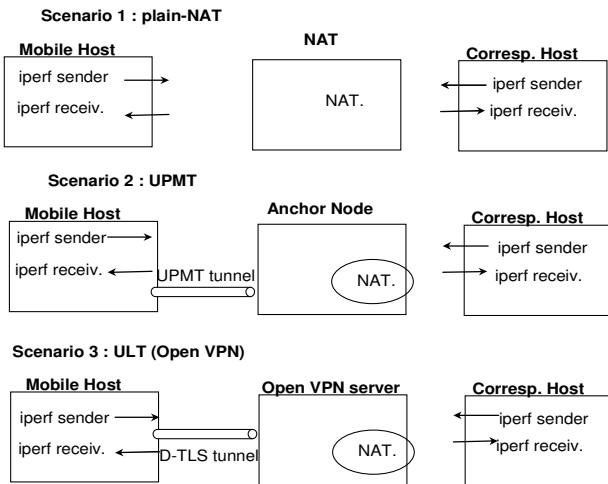 Scenario 1 : plain-NAT
Mobile Host
NAT
Corresp. Host
iperf sender
iperf receiv.
NAT.
iperf sender
iperf receiv.
Scenario 2 : UPMT
Mobile Host
Anchor Node
Corresp. Host
iperf sender
iperf receiv.
UPMT tunnel
NAT.
iperf sender
iperf receiv.
Scenario 3 : ULT (Open VPN)
Mobile Host
Open VPN server
Corresp. Host
iperf sender
iperf receiv.
D-TLS tunnel
NAT.
iperf sender
iperf receiv.